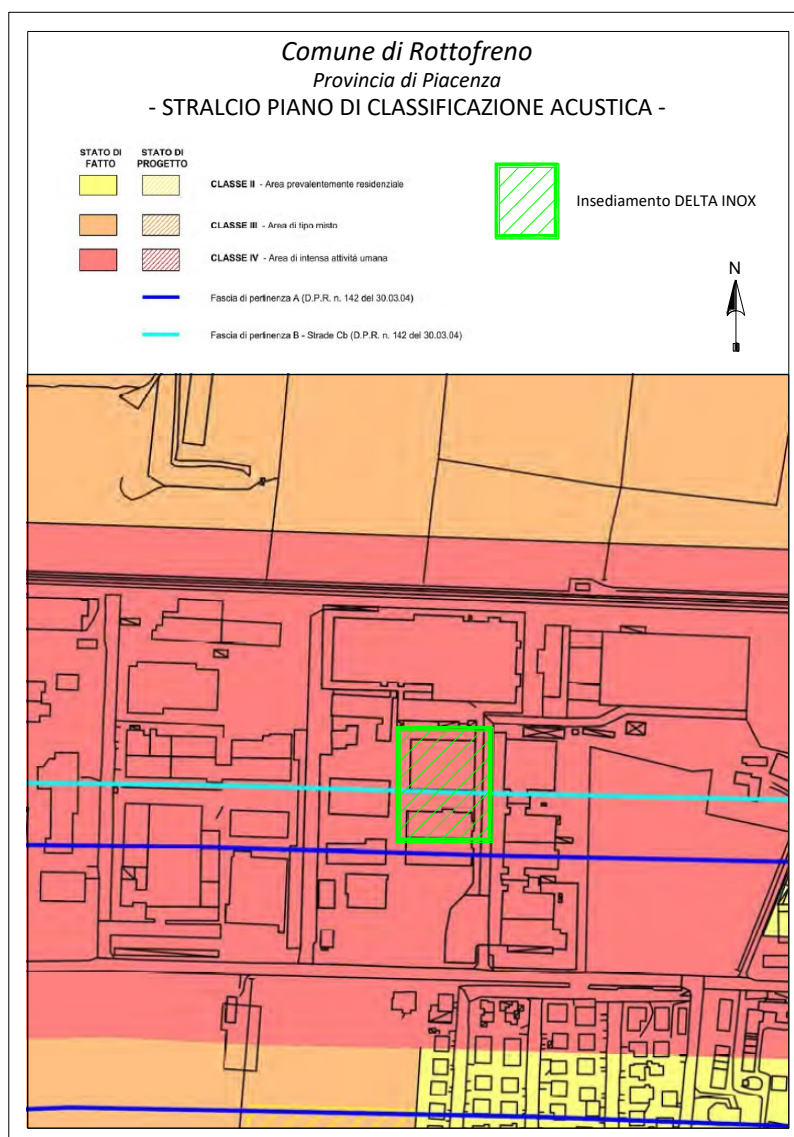 Comune di Rottofreno
Provincia di Piacenza
- STRALCIO PIANO DI CLASSIFICAZIONE ACUSTICA -
STATO DI FATTO
STATO DI PROGETTO
CLASSE II - Area prevalentemente residenziale
CLASSE III - Area di tipo misto
CLASSE IV - Area di intensa attività umana
Fascia di pertinenza A (D.P.R. n. 142 del 30.03.04)
Fascia di pertinenza B - Strade Cb (D.P.R. n. 142 del 30.03.04)
Insediamento DELTA INOX
N